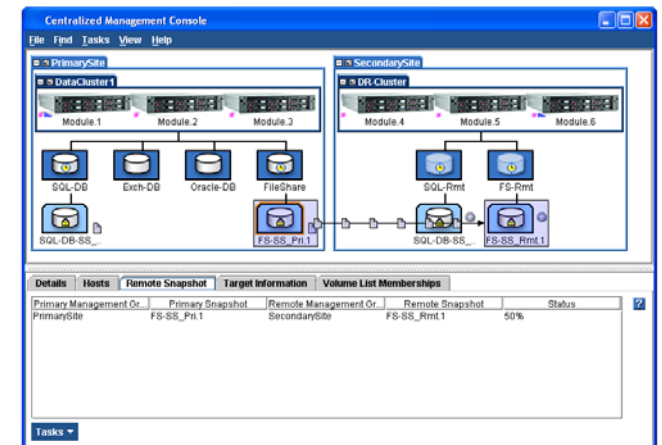 Centralized Management Console
File Find Tasks View Help
PrimarySite
SecondarySite
DataCluster1
DR-Cluster
Module.1 Module.2 Module.3
Module.4 Module.5 Module.6
SQL-DB Exch-DB Oracle-DB FileShare
SQL-Rmt FS-Rmt
SQL-DB-SS_... FS-SS_Pri.1
SQL-DB-SS_... FS-SS_Rmt.1
Details Hosts Remote Snapshot Target Information Volume List Memberships
Primary Management Gr... Primary Snapshot Remote Management Gr... Remote Snapshot Status
PrimarySite FS-SS_Pri.1 SecondarySite FS-SS_Rmt.1 50%
?
Tasks